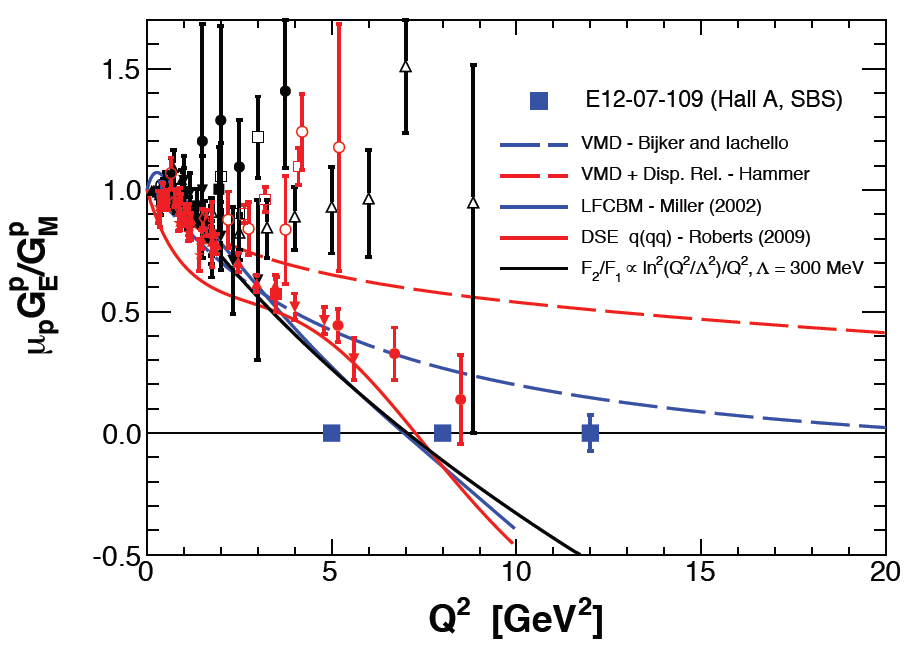 1.5
1.0
0.5
0.0
-0.5
0
5
10
15
20
μ_pG_E^p/G_M^p
Q² [GeV²]
E12-07-109 (Hall A, SBS)
VMD - Bijker and Iachello
VMD + Disp. Rel. - Hammer
LFCBM - Miller (2002)
DSE q(qq) - Roberts (2009)
F₂/F₁ ∝ ln²(Q²/Λ²)/Q², Λ = 300 MeV